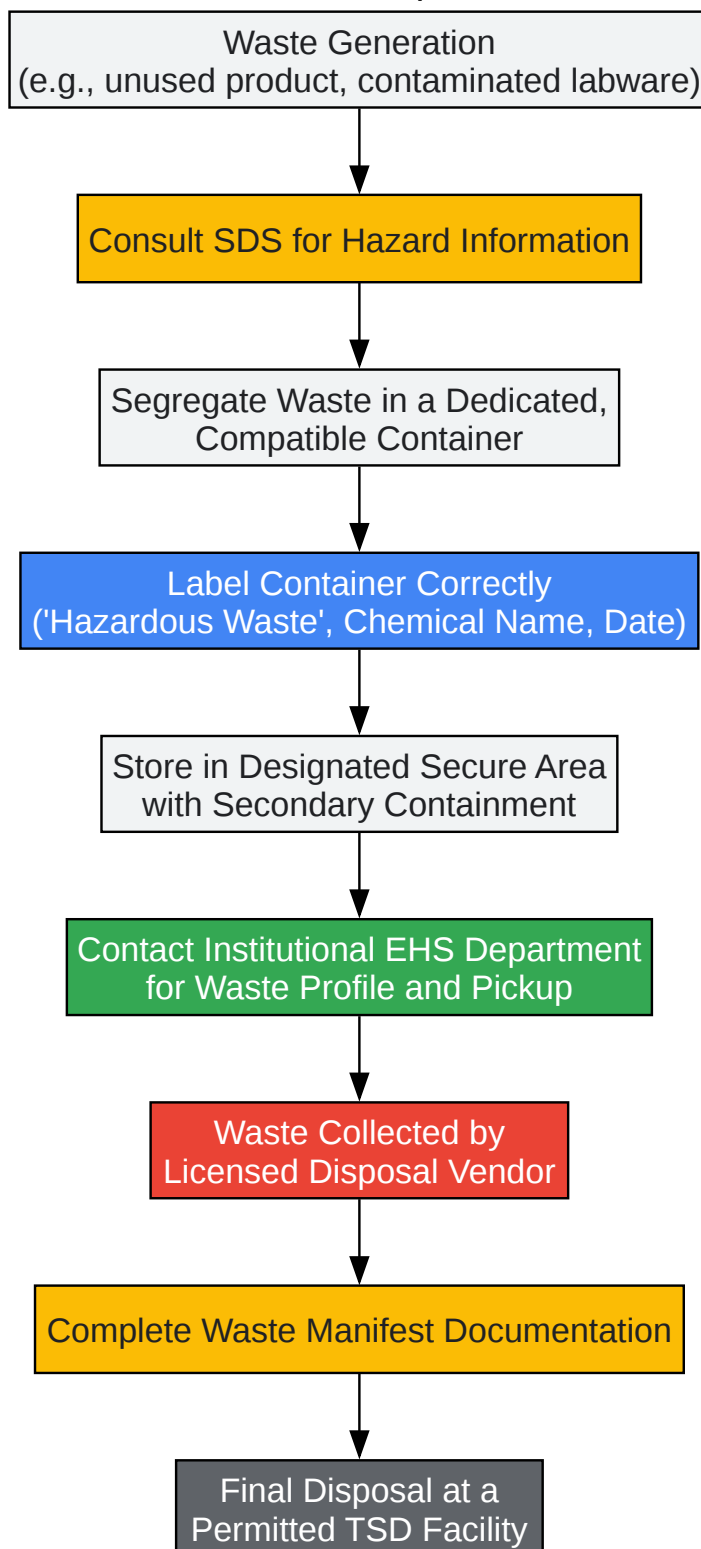 Waste Generation
(e.g., unused product, contaminated labware)
Consult SDS for Hazard Information
Segregate Waste in a Dedicated,
Compatible Container
Label Container Correctly
('Hazardous Waste', Chemical Name, Date)
Store in Designated Secure Area
with Secondary Containment
Contact Institutional EHS Department
for Waste Profile and Pickup
Waste Collected by
Licensed Disposal Vendor
Complete Waste Manifest Documentation
Final Disposal at a
Permitted TSD Facility